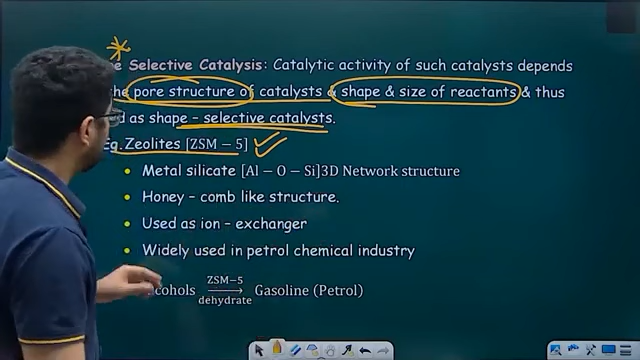 Selective Catalysis: Catalytic activity of such catalysts depends
pore structure of catalysts & shape & size of reactants & thus
as shape – selective catalysts.
Eg. Zeolites [ZSM – 5]
• Metal silicate [Al – O – Si]3D Network structure
• Honey – comb like structure.
• Used as ion – exchanger
• Widely used in petrol chemical industry
ZSM–5
Gasoline (Petrol)
dehydrate